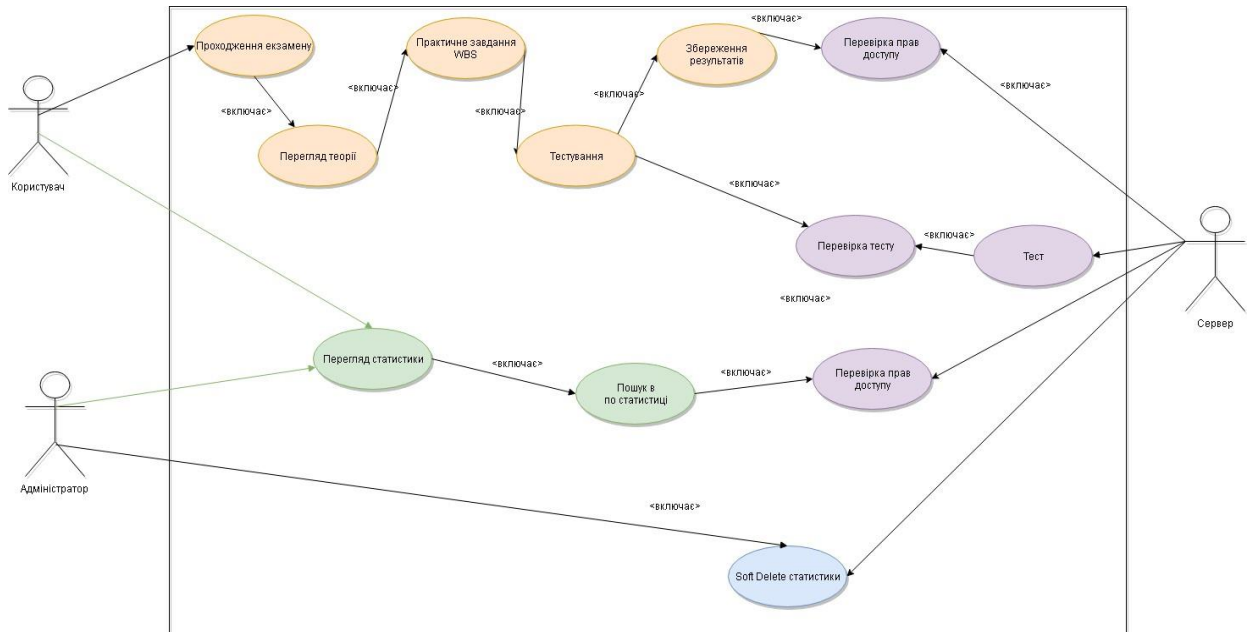 <включає>
Проходження екзамену
Практичне завдання
WBS
Збереження
результатів
Перевірка прав
доступу
<включає>
<включає>
<включає>
<включає>
<включає>
Перегляд теорії
Тестування
Користувач
<включає>
<включає>
Перевірка тесту
Тест
<включає>
Сервер
Перегляд статистики
<включає>
Пошук в
по статистиці
<включає>
Перевірка прав
доступу
Адміністратор
<включає>
Soft Delete статистики